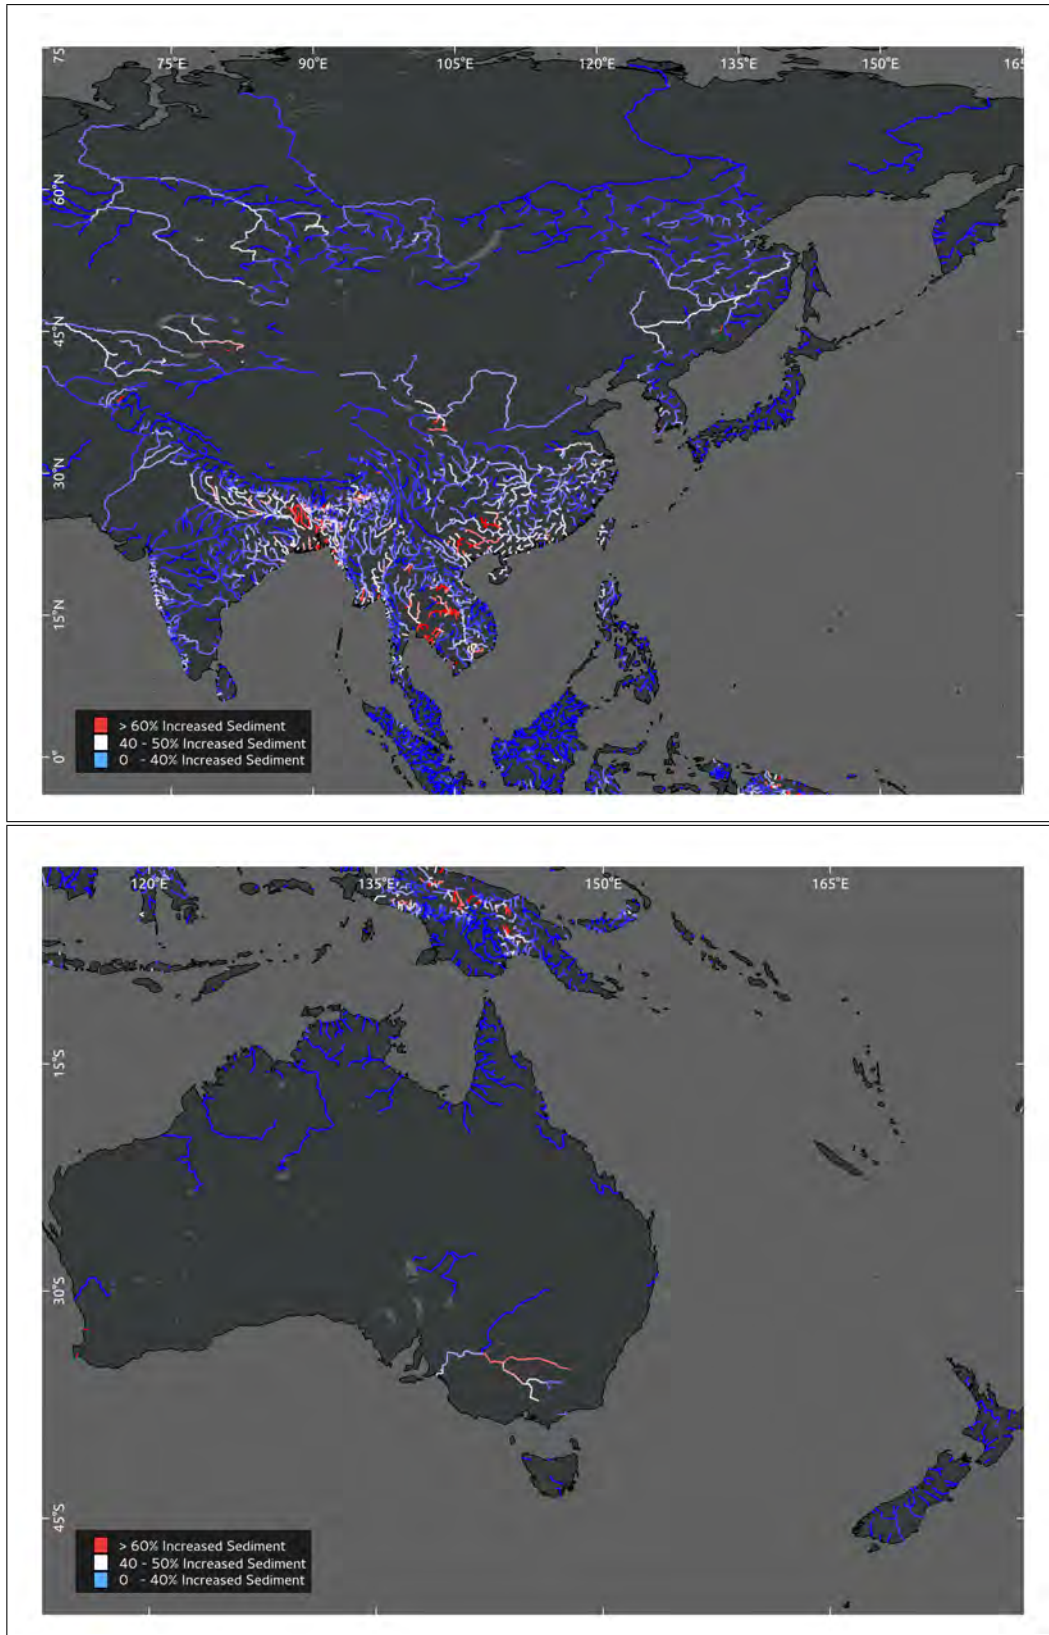 75
75°E 90°E 105°E 120°E 135°E 150°E 165
60°N
45°N
30°N
15°N
0°
> 60% Increased Sediment
40 - 50% Increased Sediment
0 - 40% Increased Sediment
120°E 135°E 150°E 165°E
15°S
30°S
45°S
> 60% Increased Sediment
40 - 50% Increased Sediment
0 - 40% Increased Sediment